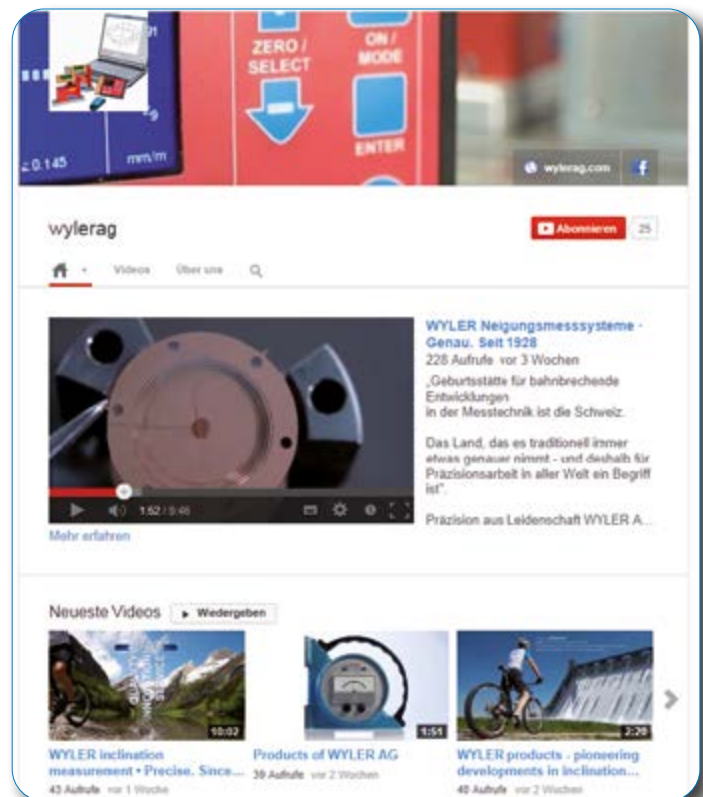 ZERO /
SELECT
ON /
MODE
ENTER
0.145
mm/m
wylerag.com
wylerag
Abonnieren
25
Videos
Über uns
WYLER Neigungsmesssysteme -
Genau. Seit 1928
228 Aufrufe vor 3 Wochen
„Geburtsstätte für bahnbrechende
Entwicklungen
in der Messtechnik ist die Schweiz.
Das Land, das es traditionell immer
etwas genauer nimmt - und deshalb für
Präzisionsarbeit in aller Welt ein Begriff
ist".
Präzision aus Leidenschaft WYLER A...
1:52 / 9:46
Mehr erfahren
Neueste Videos
Wiedergeben
10:02
1:51
2:20
WYLER inclination
measurement • Precise. Since...
43 Aufrufe vor 1 Woche
Products of WYLER AG
39 Aufrufe vor 2 Wochen
WYLER products - pioneering
developments in inclination...
40 Aufrufe vor 2 Wochen